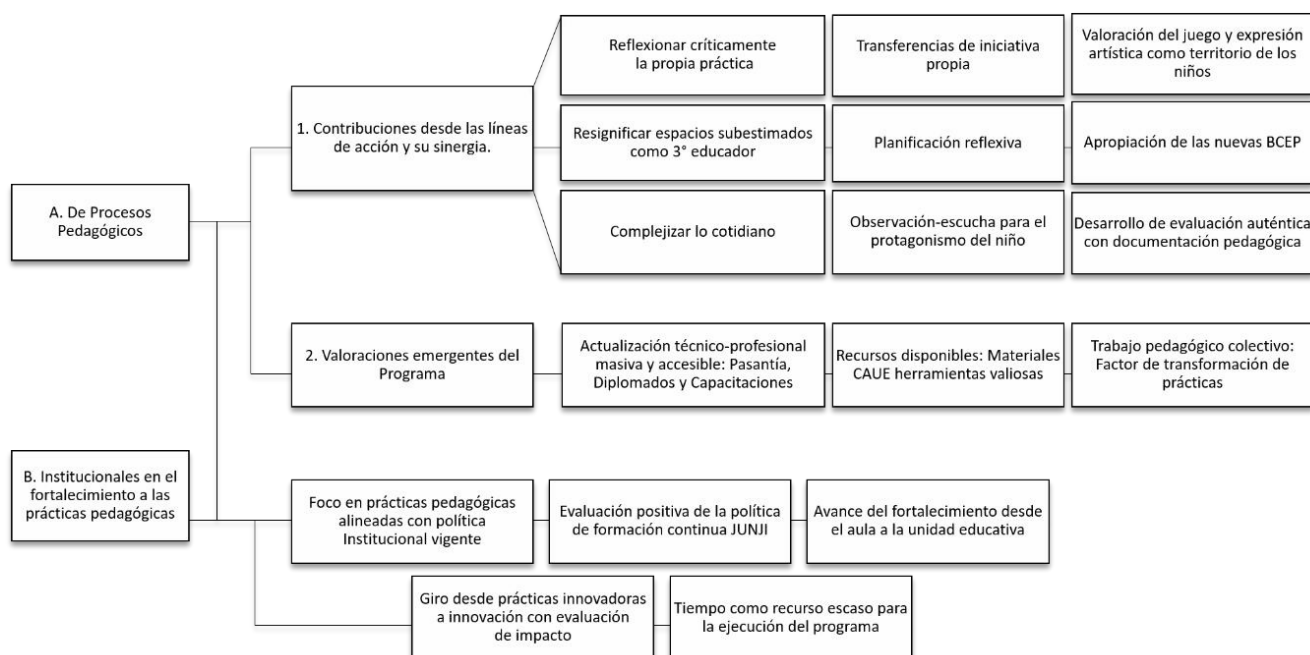 A. De Procesos
Pedagógicos
1. Contribuciones desde las líneas
de acción y su sinergia.
Reflexionar críticamente
la propia práctica
Transferencias de iniciativa
propia
Valoración del juego y expresión
artística como territorio de los
niños
Resignificar espacios subestimados
como 3° educador
Planificación reflexiva
Apropiación de las nuevas BCEP
Complejizar lo cotidiano
Observación-escucha para el
protagonismo del niño
Desarrollo de evaluación auténtica
con documentación pedagógica
2. Valoraciones emergentes del
Programa
Actualización técnico-profesional
masiva y accesible: Pasantía,
Diplomados y Capacitaciones
Recursos disponibles: Materiales
CAUE herramientas valiosas
Trabajo pedagógico colectivo:
Factor de transformación de
prácticas
B. Institucionales en el
fortalecimiento a las
prácticas pedagógicas
Foco en prácticas pedagógicas
alineadas con política
Institucional vigente
Evaluación positiva de la política
de formación continua JUNJI
Avance del fortalecimiento desde
el aula a la unidad educativa
Giro desde prácticas innovadoras
a innovación con evaluación
de impacto
Tiempo como recurso escaso para
la ejecución del programa